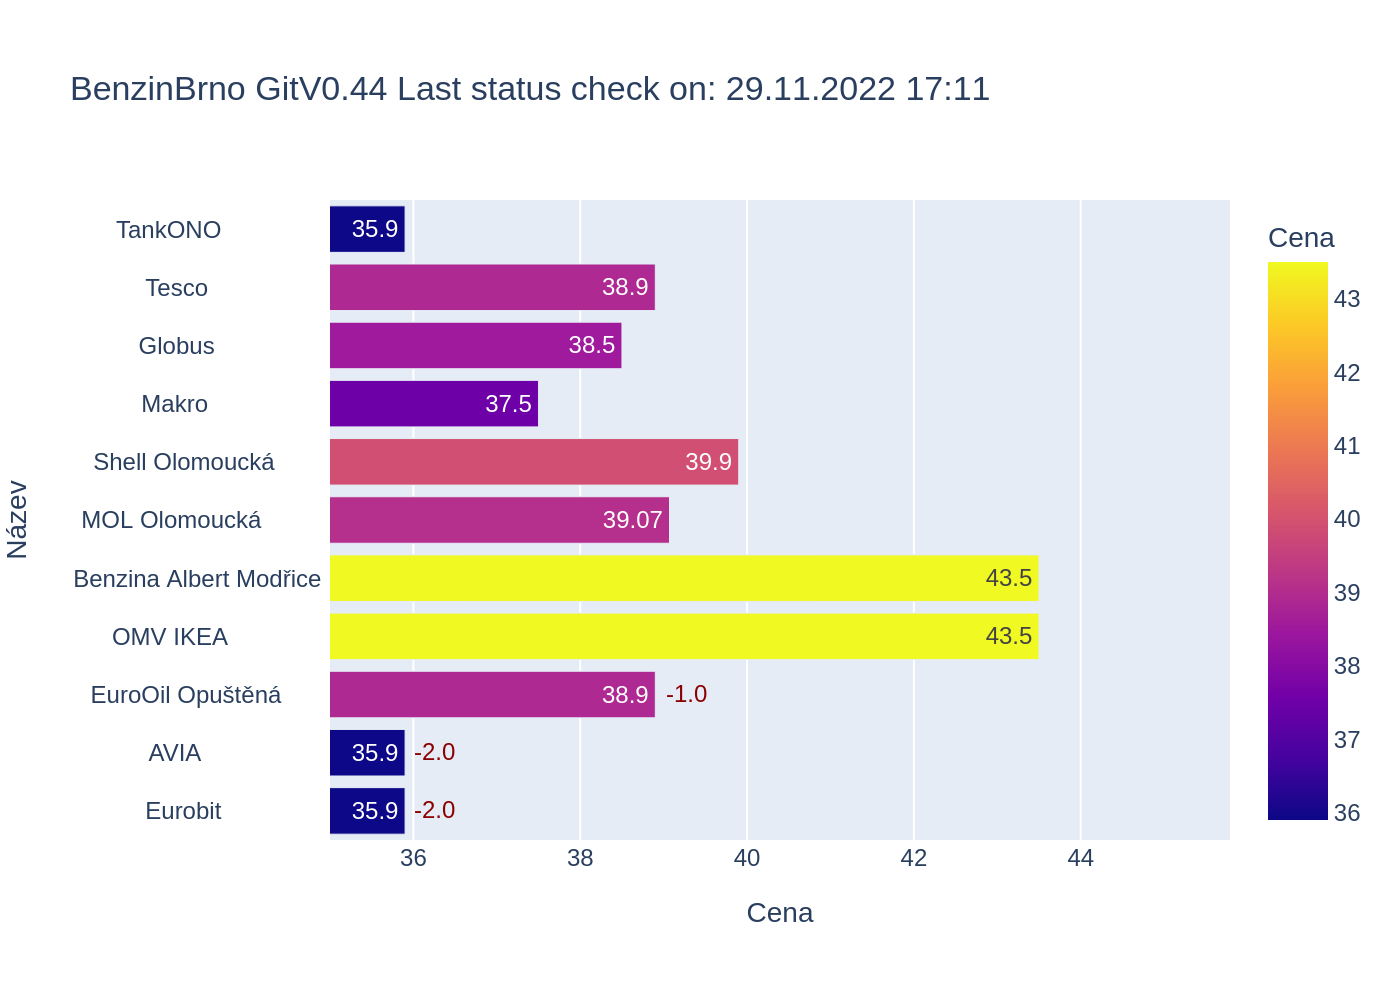 BenzinBrno GitV0.44 Last status check on: 29.11.2022 17:11
Název
TankONO 35.9
Tesco 38.9
Globus 38.5
Makro 37.5
Shell Olomoucká 39.9
MOL Olomoucká 39.07
Benzina Albert Modřice 43.5
OMV IKEA 43.5
EuroOil Opuštěná 38.9 -1.0
AVIA 35.9 -2.0
Eurobit 35.9 -2.0
36 38 40 42 44
Cena
Cena
43
42
41
40
39
38
37
36